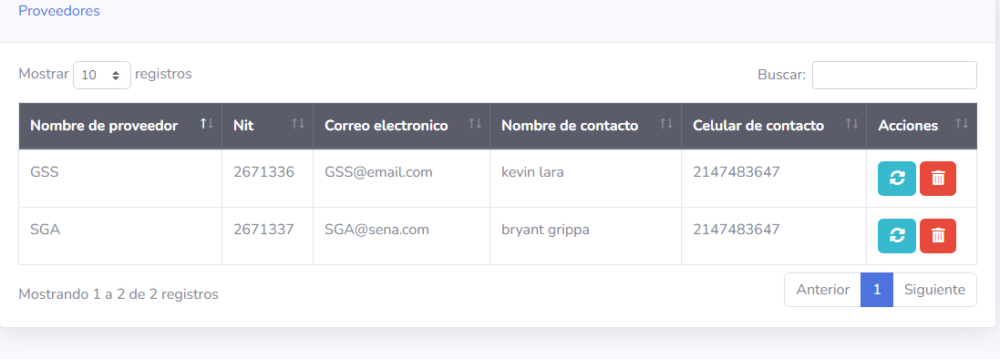 Proveedores
Mostrar 10 registros Buscar:
Nombre de proveedor Nit Correo electronico Nombre de contacto Celular de contacto Acciones
GSS 2671336 GSS@email.com kevin lara 2147483647
SGA 2671337 SGA@sena.com bryant grippa 2147483647
Mostrando 1 a 2 de 2 registros Anterior 1 Siguiente